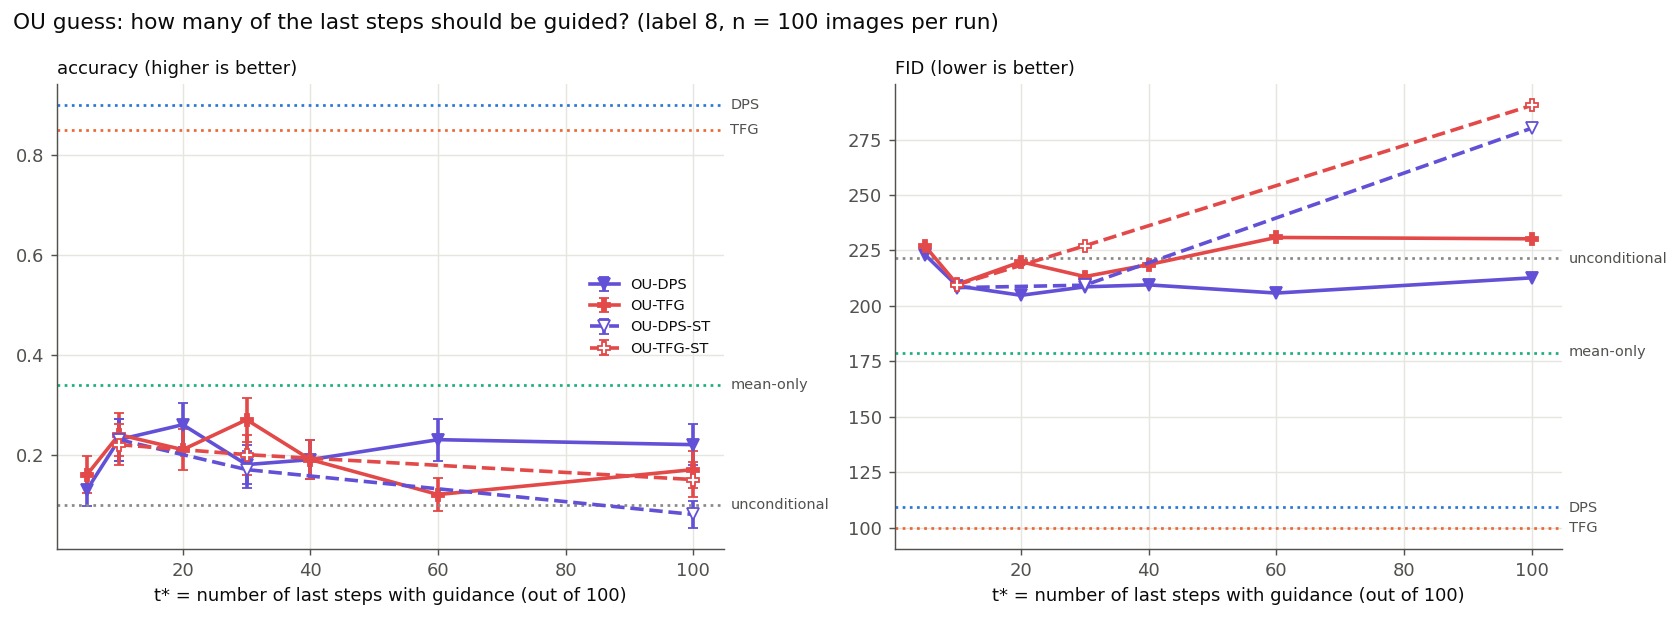 OU guess: how many of the last steps should be guided? (label 8, n = 100 images per run)
accuracy (higher is better)
0.8
0.6
0.4
0.2
DPS
TFG
mean-only
unconditional
OU-DPS
OU-TFG
OU-DPS-ST
OU-TFG-ST
20
40
60
80
100
t* = number of last steps with guidance (out of 100)
FID (lower is better)
275
250
225
200
175
150
125
100
unconditional
mean-only
DPS
TFG
20
40
60
80
100
t* = number of last steps with guidance (out of 100)